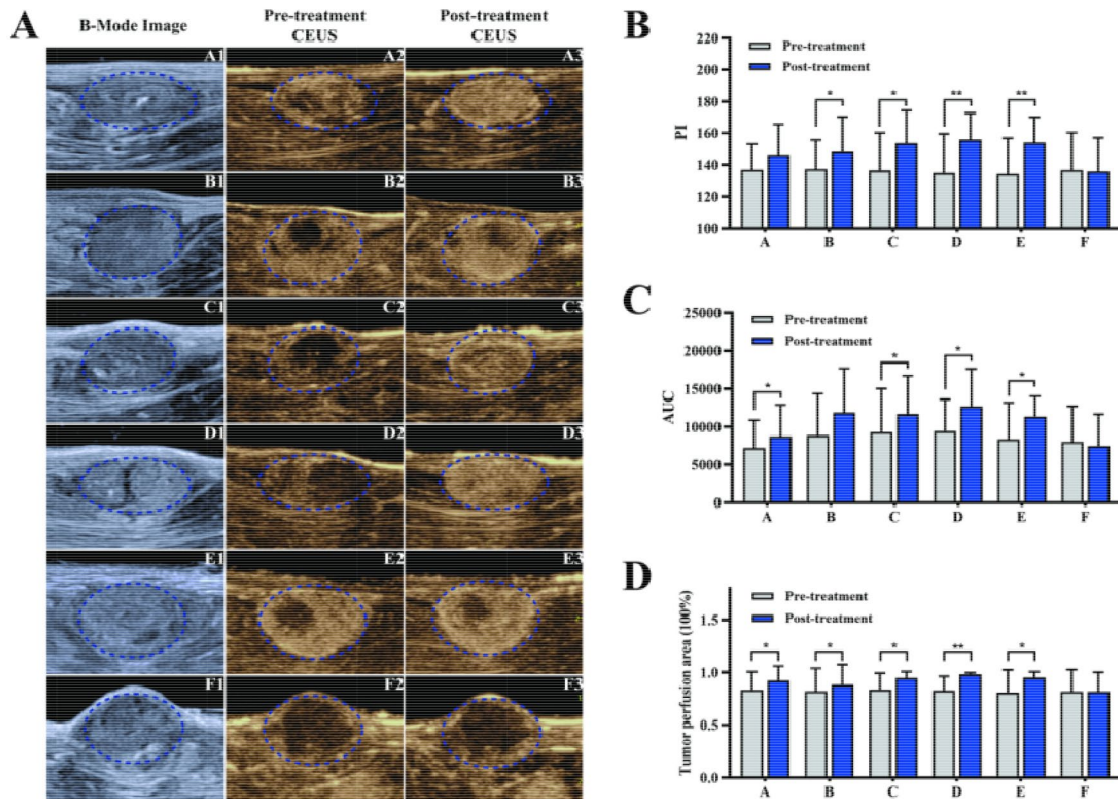 A
B-Mode Image
Pre-treatment
CEUS
Post-treatment
CEUS
A1
A2
A3
B1
B2
B3
C1
C2
C3
D1
D2
D3
E1
E2
E3
F1
F2
F3
B
Pre-treatment
Post-treatment
PI
220
200
180
160
140
120
100
*
*
**
**
A B C D E F
C
Pre-treatment
Post-treatment
AUC
25000
20000
15000
10000
5000
0
*
*
*
*
A B C D E F
D
Pre-treatment
Post-treatment
Tumor perfusion area (100%)
1.5
1.0
0.5
0.0
*
*
*
**
*
A B C D E F